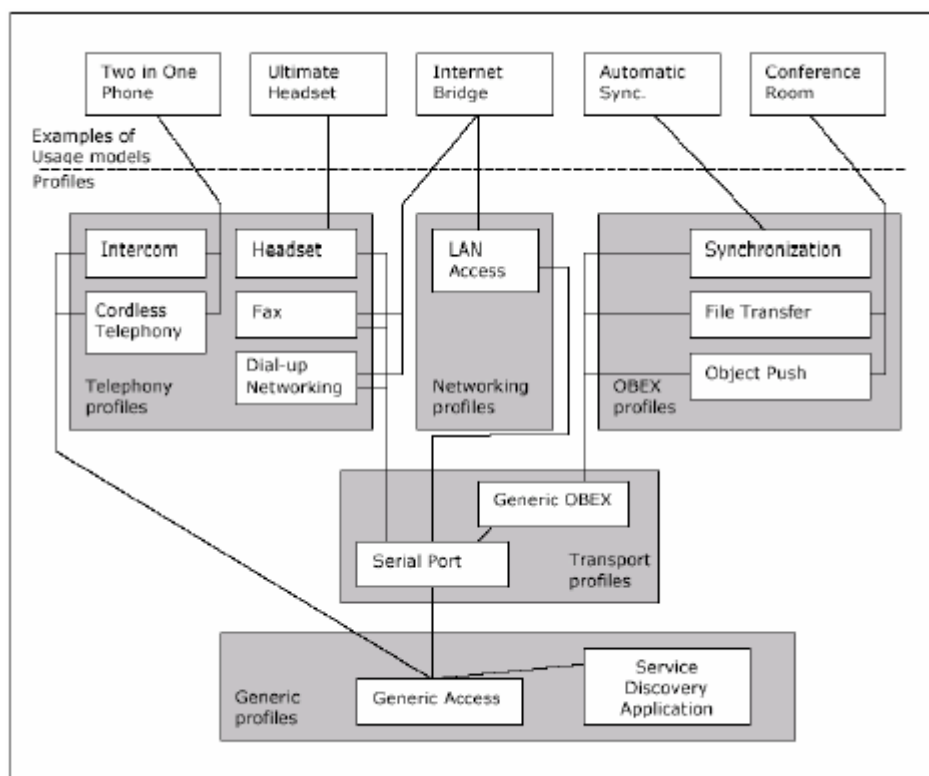 Two in One
Phone
Ultimate
Headset
Internet
Bridge
Automatic
Sync.
Conference
Room
Examples of
Usage models
Profiles
Intercom
Headset
LAN
Access
Synchronization
Cordless
Telephony
Fax
File Transfer
Dial-up
Networking
Object Push
Telephony
profiles
Networking
profiles
OBEX
profiles
Generic OBEX
Serial Port
Transport
profiles
Service
Discovery
Application
Generic
profiles
Generic Access